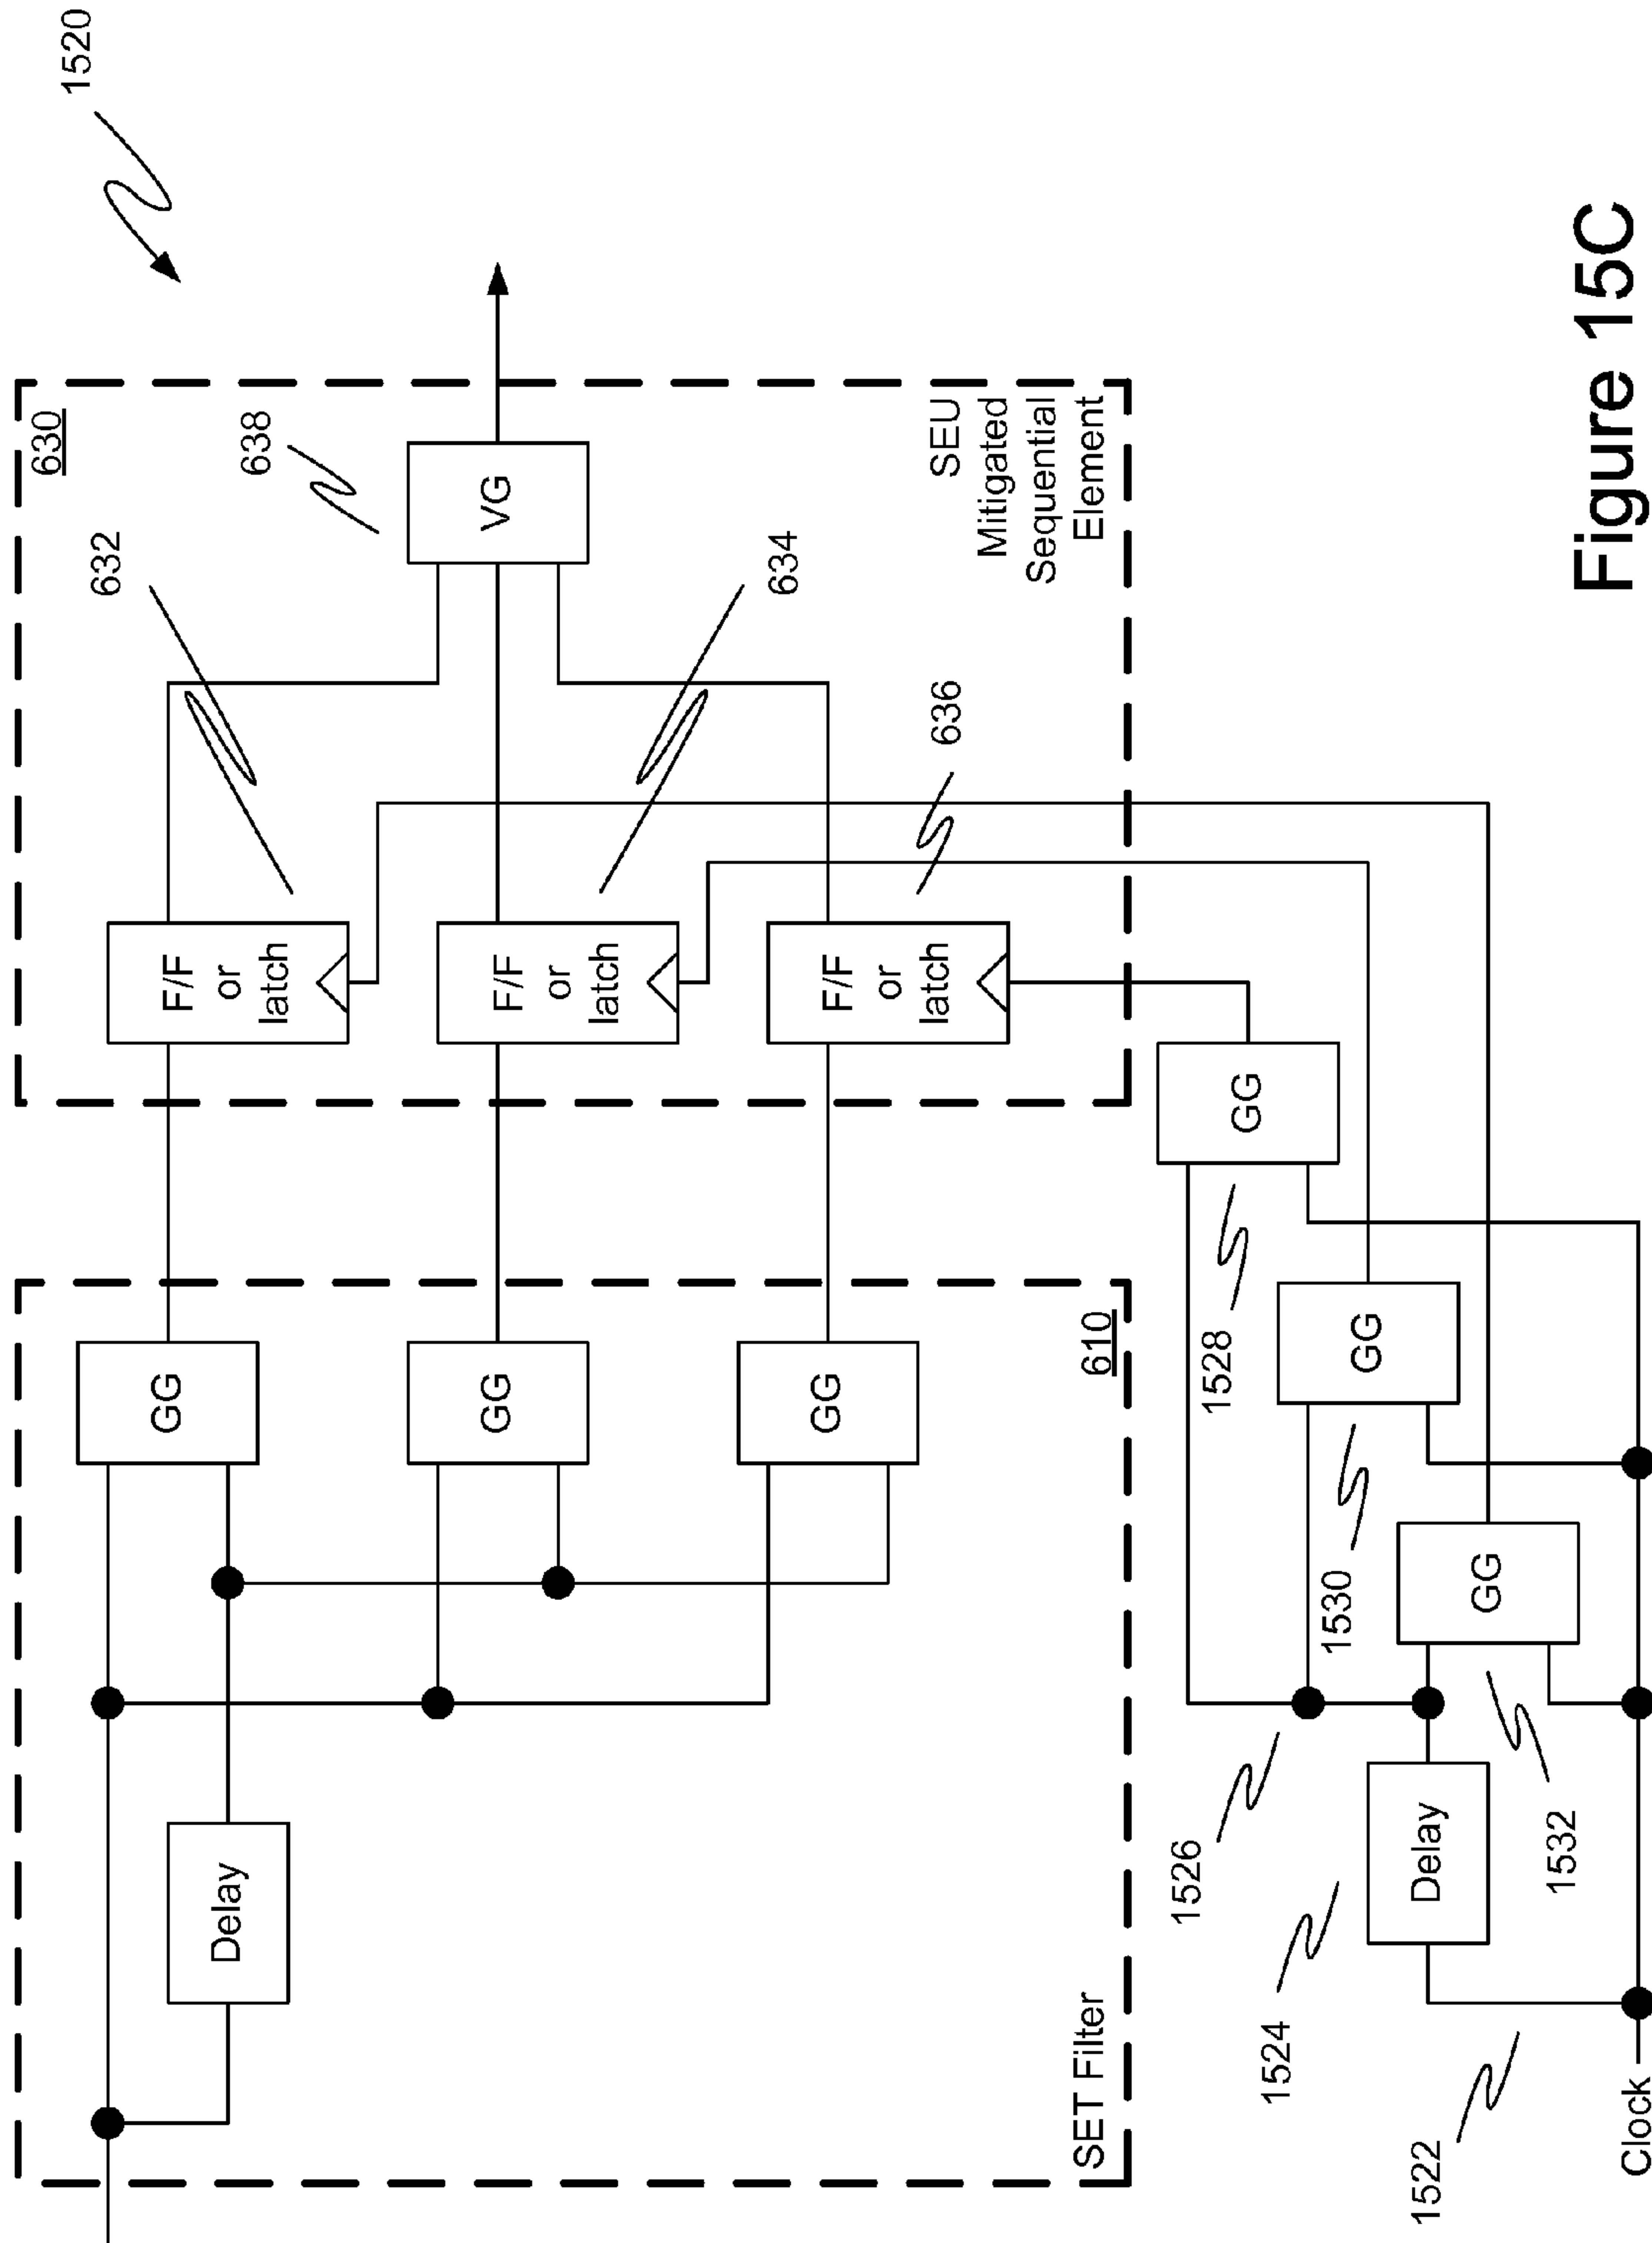 1520
630
638
VG
632
634
636
F/F
or
latch
F/F
or
latch
F/F
or
latch
SEU
Mitigated
Sequential
Element
GG
GG
GG
Delay
610
SET Filter
GG
1528
GG
1530
GG
1532
1526
Delay
1524
1522
Clock
Figure 15C